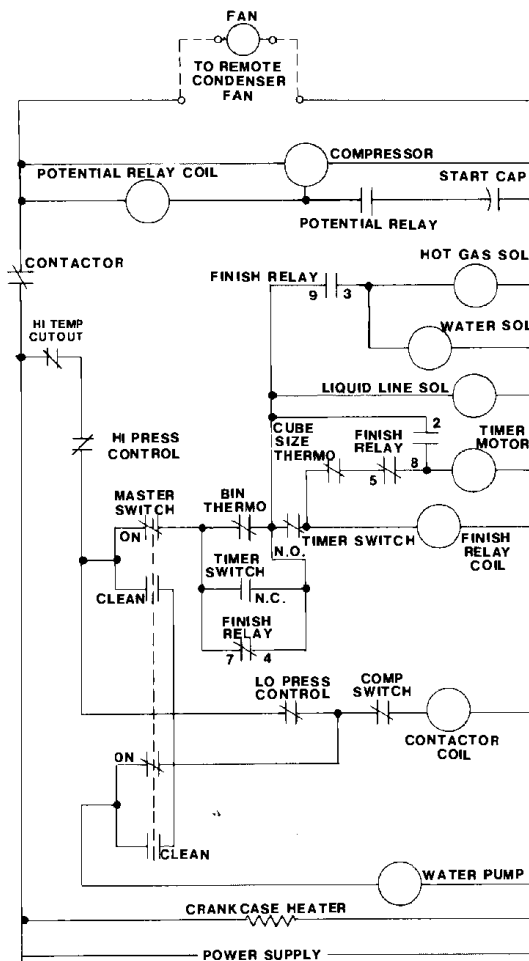 FAN
TO REMOTE
CONDENSER
FAN
COMPRESSOR
POTENTIAL RELAY COIL
START CAP
POTENTIAL RELAY
CONTACTOR
HOT GAS SOL
FINISH RELAY
9 3
HI TEMP
CUTOUT
WATER SOL
LIQUID LINE SOL
CUBE
SIZE
THERMO
FINISH
RELAY
2
TIMER
MOTOR
5 8
HI PRESS
CONTROL
MASTER
SWITCH
BIN
THERMO
ON
N.O.
TIMER SWITCH
FINISH
RELAY
COIL
TIMER
SWITCH
CLEAN
N.C.
FINISH
RELAY
7 4
LO PRESS
CONTROL
COMP
SWITCH
CONTACTOR
COIL
ON
CLEAN
WATER PUMP
CRANKCASE HEATER
POWER SUPPLY